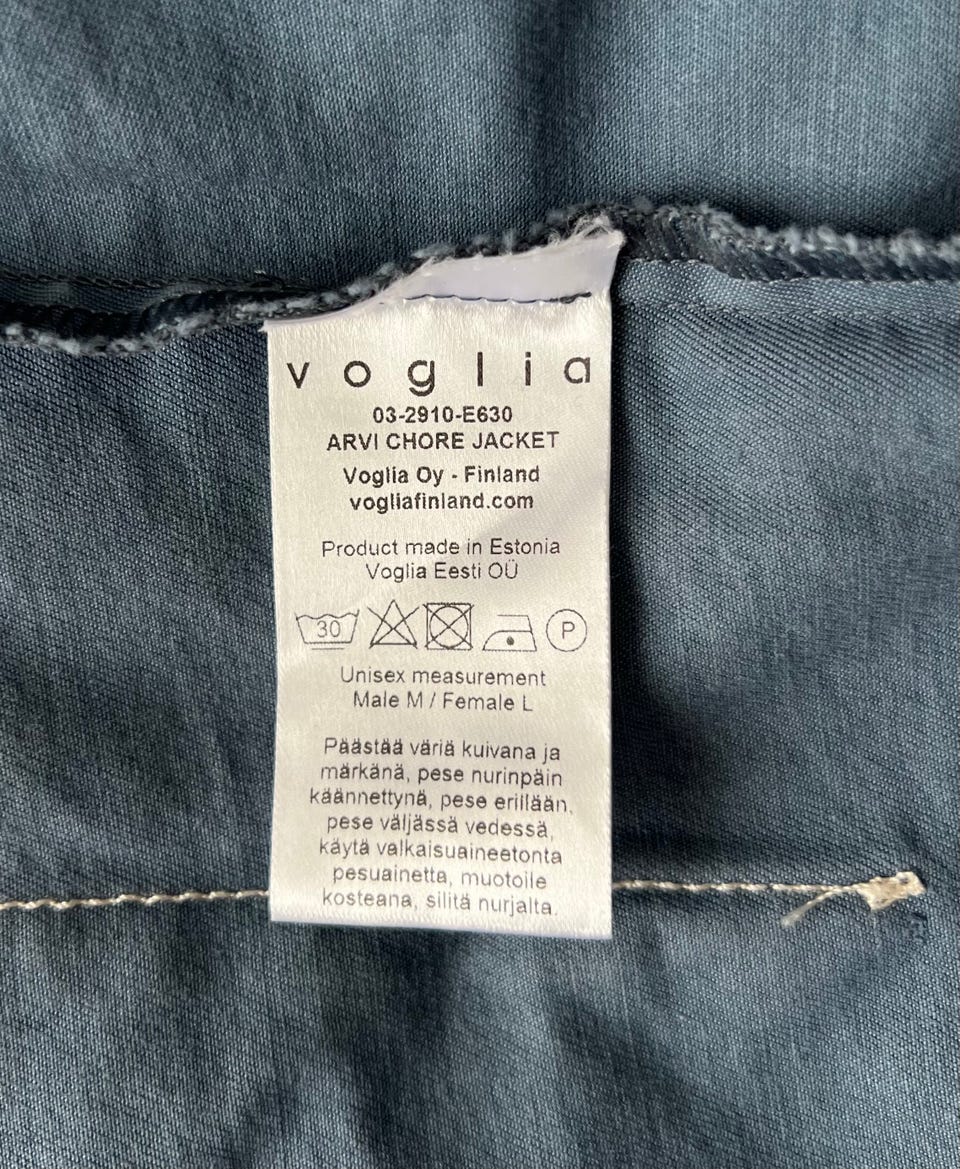 voglia
03-2910-E630
ARVI CHORE JACKET
Voglia Oy - Finland
vogliafinland.com
Product made in Estonia
Voglia Eesti OÜ
30 P
Unisex measurement
Male M / Female L
Päästää väriä kuivana ja
märkänä, pese nurinpäin
käännettynä, pese erillään,
pese väljässä vedessä,
käytä valkaisuaineetonta
pesuainetta, muotoile
kosteana, silitä nurjalta.